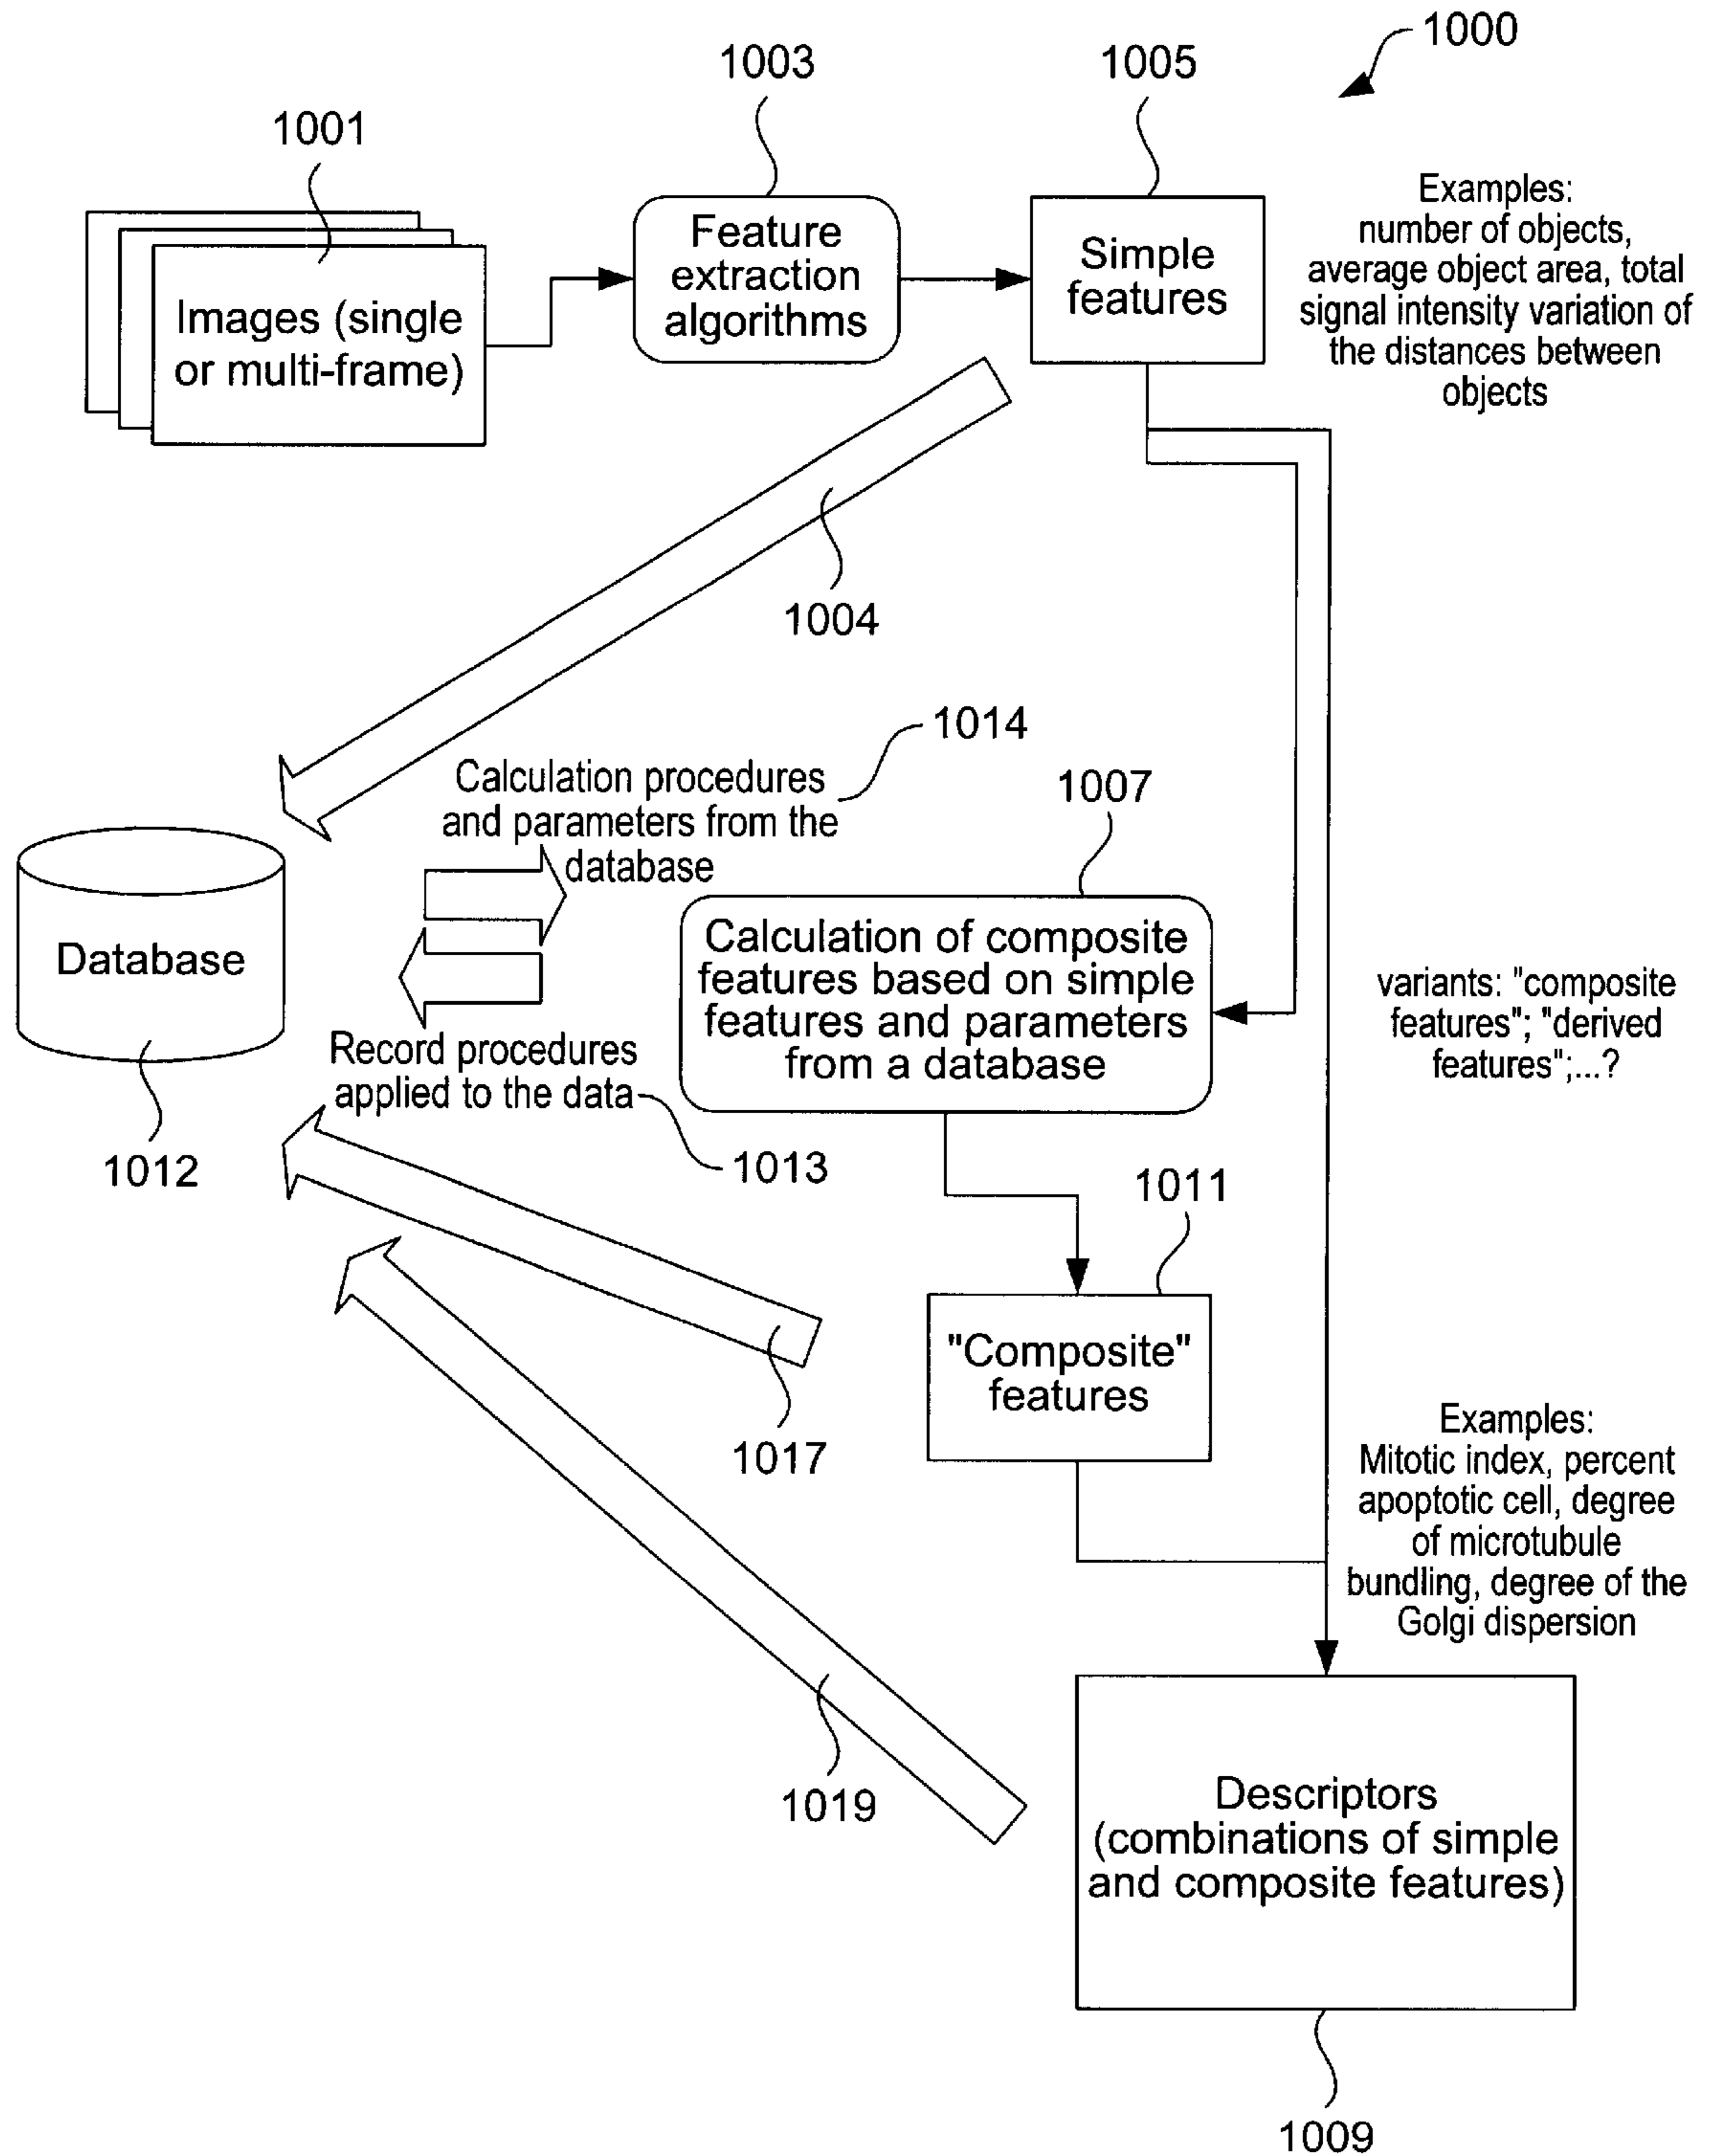 1000
1003
1005
1001
Examples:
number of objects,
average object area, total
signal intensity variation of
the distances between
objects
Feature
extraction
algorithms
Simple
features
Images (single
or multi-frame)
1004
1014
Calculation procedures
and parameters from the
database
1007
Database
Calculation of composite
features based on simple
features and parameters
from a database
variants: "composite
features"; "derived
features";...?
Record procedures
applied to the data
1012
1013
1011
"Composite"
features
1017
Examples:
Mitotic index, percent
apoptotic cell, degree
of microtubule
bundling, degree of the
Golgi dispersion
1019
Descriptors
(combinations of simple
and composite features)
1009